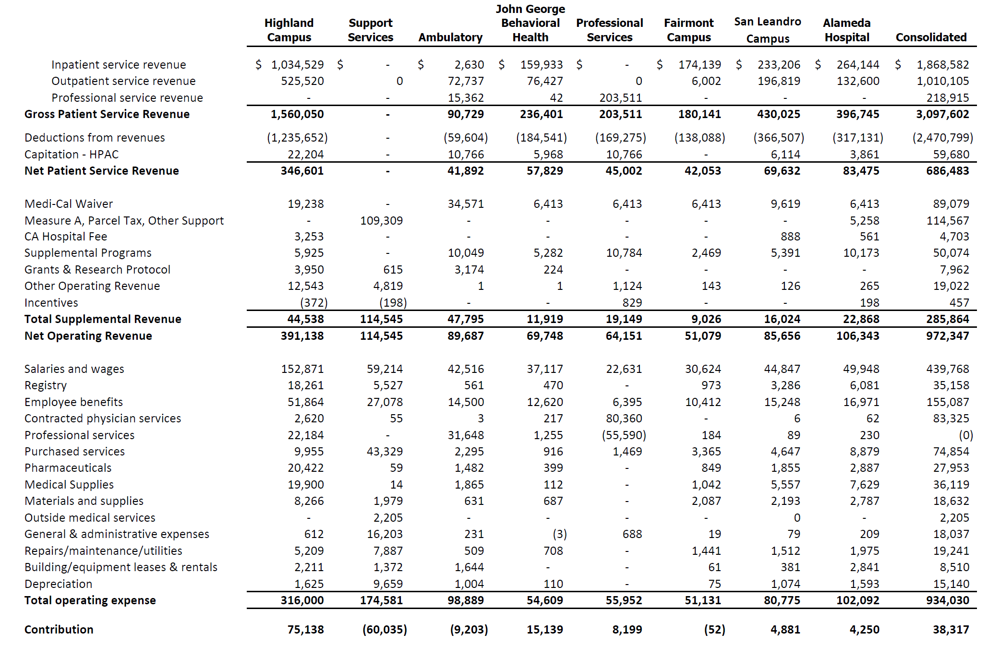 John George
Highland Support Behavioral Professional Fairmont San Leandro Alameda
Campus Services Ambulatory Health Services Campus Campus Hospital Consolidated
Inpatient service revenue $ 1,034,529 $ - $ 2,630 $ 159,933 $ - $ 174,139 $ 233,206 $ 264,144 $ 1,868,582
Outpatient service revenue 525,520 0 72,737 76,427 0 6,002 196,819 132,600 1,010,105
Professional service revenue - - 15,362 42 203,511 - - - 218,915
Gross Patient Service Revenue 1,560,050 - 90,729 236,401 203,511 180,141 430,025 396,745 3,097,602
Deductions from revenues (1,235,652) - (59,604) (184,541) (169,275) (138,088) (366,507) (317,131) (2,470,799)
Capitation - HPAC 22,204 - 10,766 5,968 10,766 - 6,114 3,861 59,680
Net Patient Service Revenue 346,601 - 41,892 57,829 45,002 42,053 69,632 83,475 686,483
Medi-Cal Waiver 19,238 - 34,571 6,413 6,413 6,413 9,619 6,413 89,079
Measure A, Parcel Tax, Other Support - 109,309 - - - - - 5,258 114,567
CA Hospital Fee 3,253 - - - - - 888 561 4,703
Supplemental Programs 5,925 - 10,049 5,282 10,784 2,469 5,391 10,173 50,074
Grants & Research Protocol 3,950 615 3,174 224 - - - - 7,962
Other Operating Revenue 12,543 4,819 1 1 1,124 143 126 265 19,022
Incentives (372) (198) - - 829 - - 198 457
Total Supplemental Revenue 44,538 114,545 47,795 11,919 19,149 9,026 16,024 22,868 285,864
Net Operating Revenue 391,138 114,545 89,687 69,748 64,151 51,079 85,656 106,343 972,347
Salaries and wages 152,871 59,214 42,516 37,117 22,631 30,624 44,847 49,948 439,768
Registry 18,261 5,527 561 470 - 973 3,286 6,081 35,158
Employee benefits 51,864 27,078 14,500 12,620 6,395 10,412 15,248 16,971 155,087
Contracted physician services 2,620 55 3 217 80,360 - 6 62 83,325
Professional services 22,184 - 31,648 1,255 (55,590) 184 89 230 (0)
Purchased services 9,955 43,329 2,295 916 1,469 3,365 4,647 8,879 74,854
Pharmaceuticals 20,422 59 1,482 399 - 849 1,855 2,887 27,953
Medical Supplies 19,900 14 1,865 112 - 1,042 5,557 7,629 36,119
Materials and supplies 8,266 1,979 631 687 - 2,087 2,193 2,787 18,632
Outside medical services - 2,205 - - - - 0 - 2,205
General & administrative expenses 612 16,203 231 (3) 688 19 79 209 18,037
Repairs/maintenance/utilities 5,209 7,887 509 708 - 1,441 1,512 1,975 19,241
Building/equipment leases & rentals 2,211 1,372 1,644 - - 61 381 2,841 8,510
Depreciation 1,625 9,659 1,004 110 - 75 1,074 1,593 15,140
Total operating expense 316,000 174,581 98,889 54,609 55,952 51,131 80,775 102,092 934,030
Contribution 75,138 (60,035) (9,203) 15,139 8,199 (52) 4,881 4,250 38,317